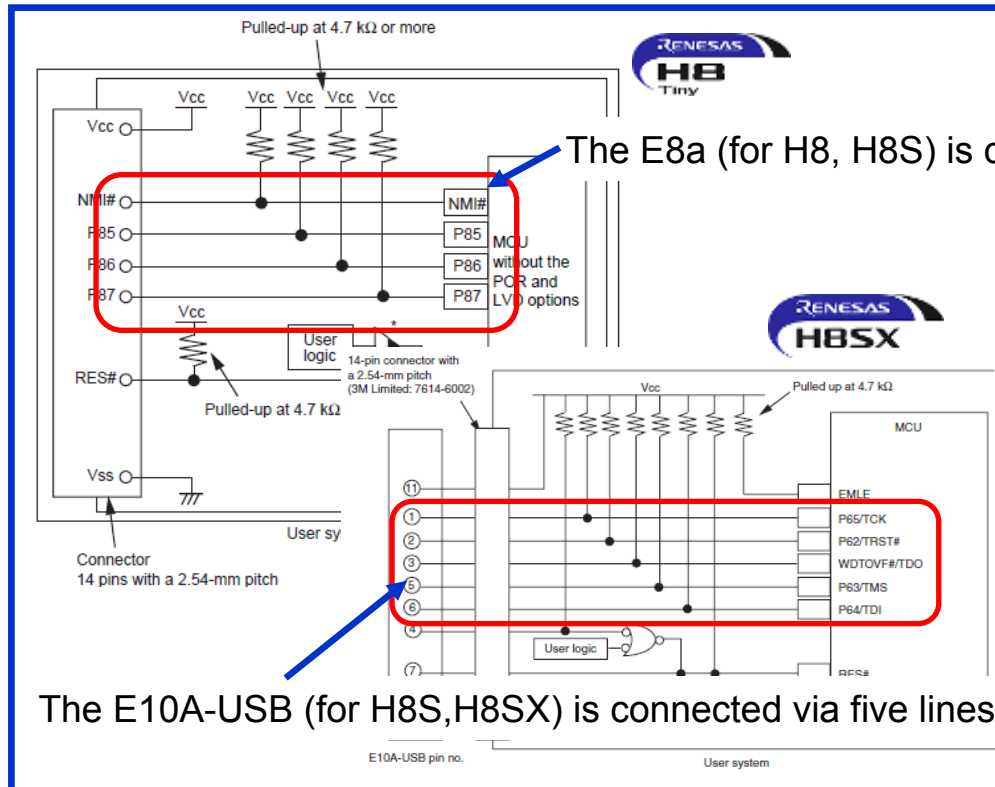 Pulled-up at 4.7 kΩ or more
RENESAS
H8
Tiny
Vcc
Vcc Vcc Vcc Vcc
Vcc
The E8a (for H8, H8S) is
NMI#
NMI#
P85
P85
MCU
without the
POR and
LVD options
P86
P86
P87
P87
Vcc
User
logic
*
RENESAS
H8SX
14-pin connector with
a 2.54-mm pitch
(3M Limited: 7614-6002)
RES#
Pulled-up at 4.7 kΩ
Vcc
Pulled up at 4.7 kΩ
MCU
Vss
11
EMLE
1
P65/TCK
User sy
2
P62/TRST#
Connector
14 pins with a 2.54-mm pitch
3
WDTOVF#/TDO
5
P63/TMS
6
P64/TDI
4
User logic
7
RES#
The E10A-USB (for H8S,H8SX) is connected via five lines
E10A-USB pin no.
User system